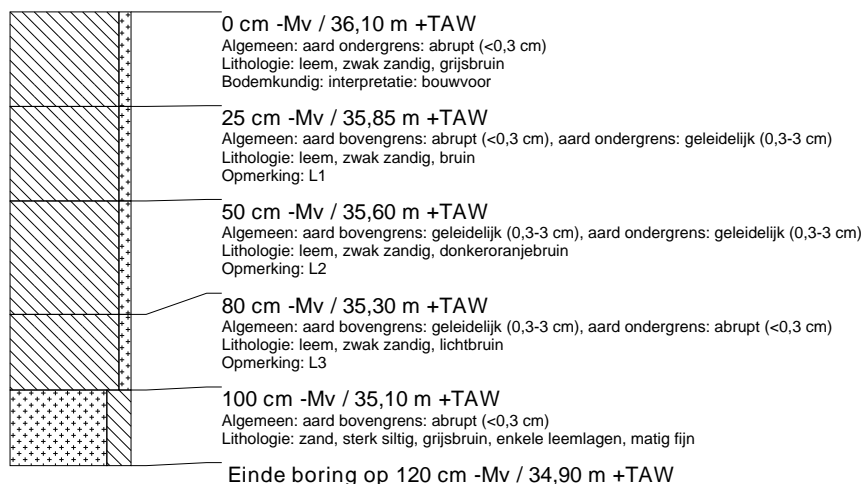 0 cm -Mv / 36,10 m +TAW
Algemeen: aard ondergrens: abrupt (<0,3 cm)
Lithologie: leem, zwak zandig, grijsbruin
Bodemkundig: interpretatie: bouwvoor
25 cm -Mv / 35,85 m +TAW
Algemeen: aard bovengrens: abrupt (<0,3 cm), aard ondergrens: geleidelijk (0,3-3 cm)
Lithologie: leem, zwak zandig, bruin
Opmerking: L1
50 cm -Mv / 35,60 m +TAW
Algemeen: aard bovengrens: geleidelijk (0,3-3 cm), aard ondergrens: geleidelijk (0,3-3 cm)
Lithologie: leem, zwak zandig, donkeroranjebruin
Opmerking: L2
80 cm -Mv / 35,30 m +TAW
Algemeen: aard bovengrens: geleidelijk (0,3-3 cm), aard ondergrens: abrupt (<0,3 cm)
Lithologie: leem, zwak zandig, lichtbruin
Opmerking: L3
100 cm -Mv / 35,10 m +TAW
Algemeen: aard bovengrens: abrupt (<0,3 cm)
Lithologie: zand, sterk siltig, grijsbruin, enkele leemlagen, matig fijn
Einde boring op 120 cm -Mv / 34,90 m +TAW